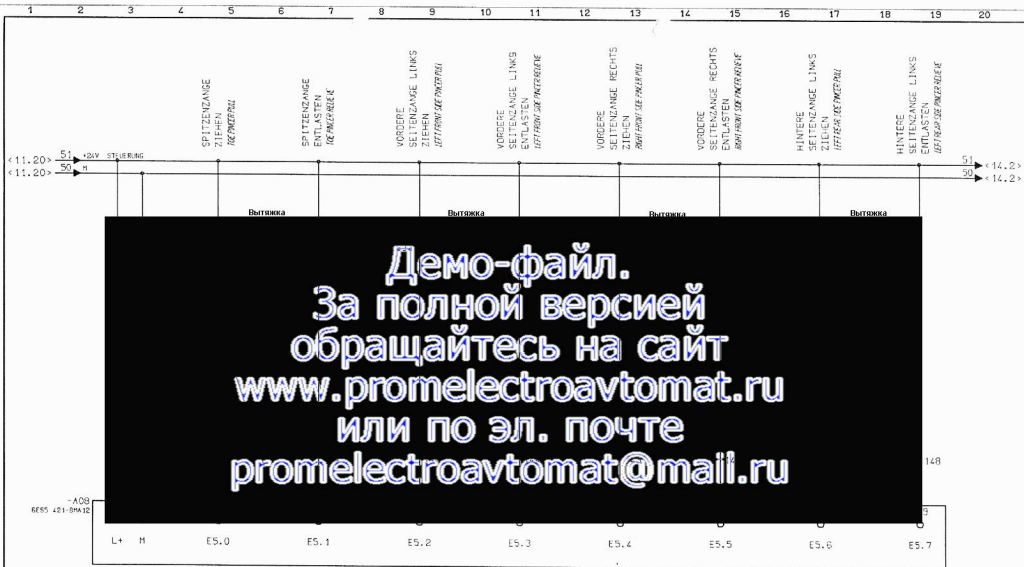 1 2 3 4 5 6 7 8 9 10 11 12 13 14 15 16 17 18 19 20
SPITZENZANGE
ZIEHEN
TOE PINCER PULL
SPITZENZANGE
ENTLASTEN
TOE PINCER RELIEVE
VORDERE
SEITENZANGE LINKS
ZIEHEN
LEFT FRONT SIDE PINCER PULL
VORDERE
SEITENZANGE LINKS
ENTLASTEN
LEFT FRONT SIDE PINCER RELIEVE
VORDERE
SEITENZANGE RECHTS
ZIEHEN
RIGHT FRONT SIDE PINCER PULL
VORDERE
SEITENZANGE RECHTS
ENTLASTEN
RIGHT FRONT SIDE PINCER RELIEVE
HINTERE
SEITENZANGE LINKS
ZIEHEN
LEFT REAR SIDE PINCER PULL
HINTERE
SEITENZANGE LINKS
ENTLASTEN
LEFT REAR SIDE PINCER RELIEVE
<11.20> 51 +24V STEUERUNG 51 <14.2>
<11.20> 50 M 50 <14.2>
Вытяжка Вытяжка Вытяжка Вытяжка
Демо-файл.
За полной версией
обращайтесь на сайт
www.promelectroavtomat.ru
или по эл. почте
promelectroavtomat@mail.ru
148
-A08
6ES5 421-8MA12
9
L+ M E5.0 E5.1 E5.2 E5.3 E5.4 E5.5 E5.6 E5.7